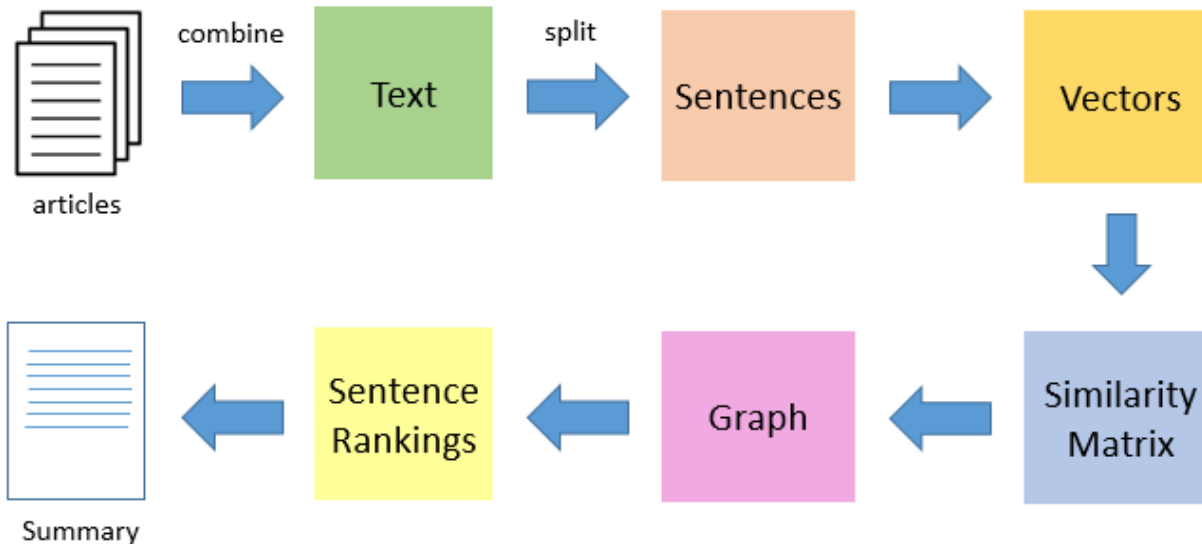 combine
split
Text
Sentences
Vectors
articles
Sentence
Rankings
Graph
Similarity
Matrix
Summary